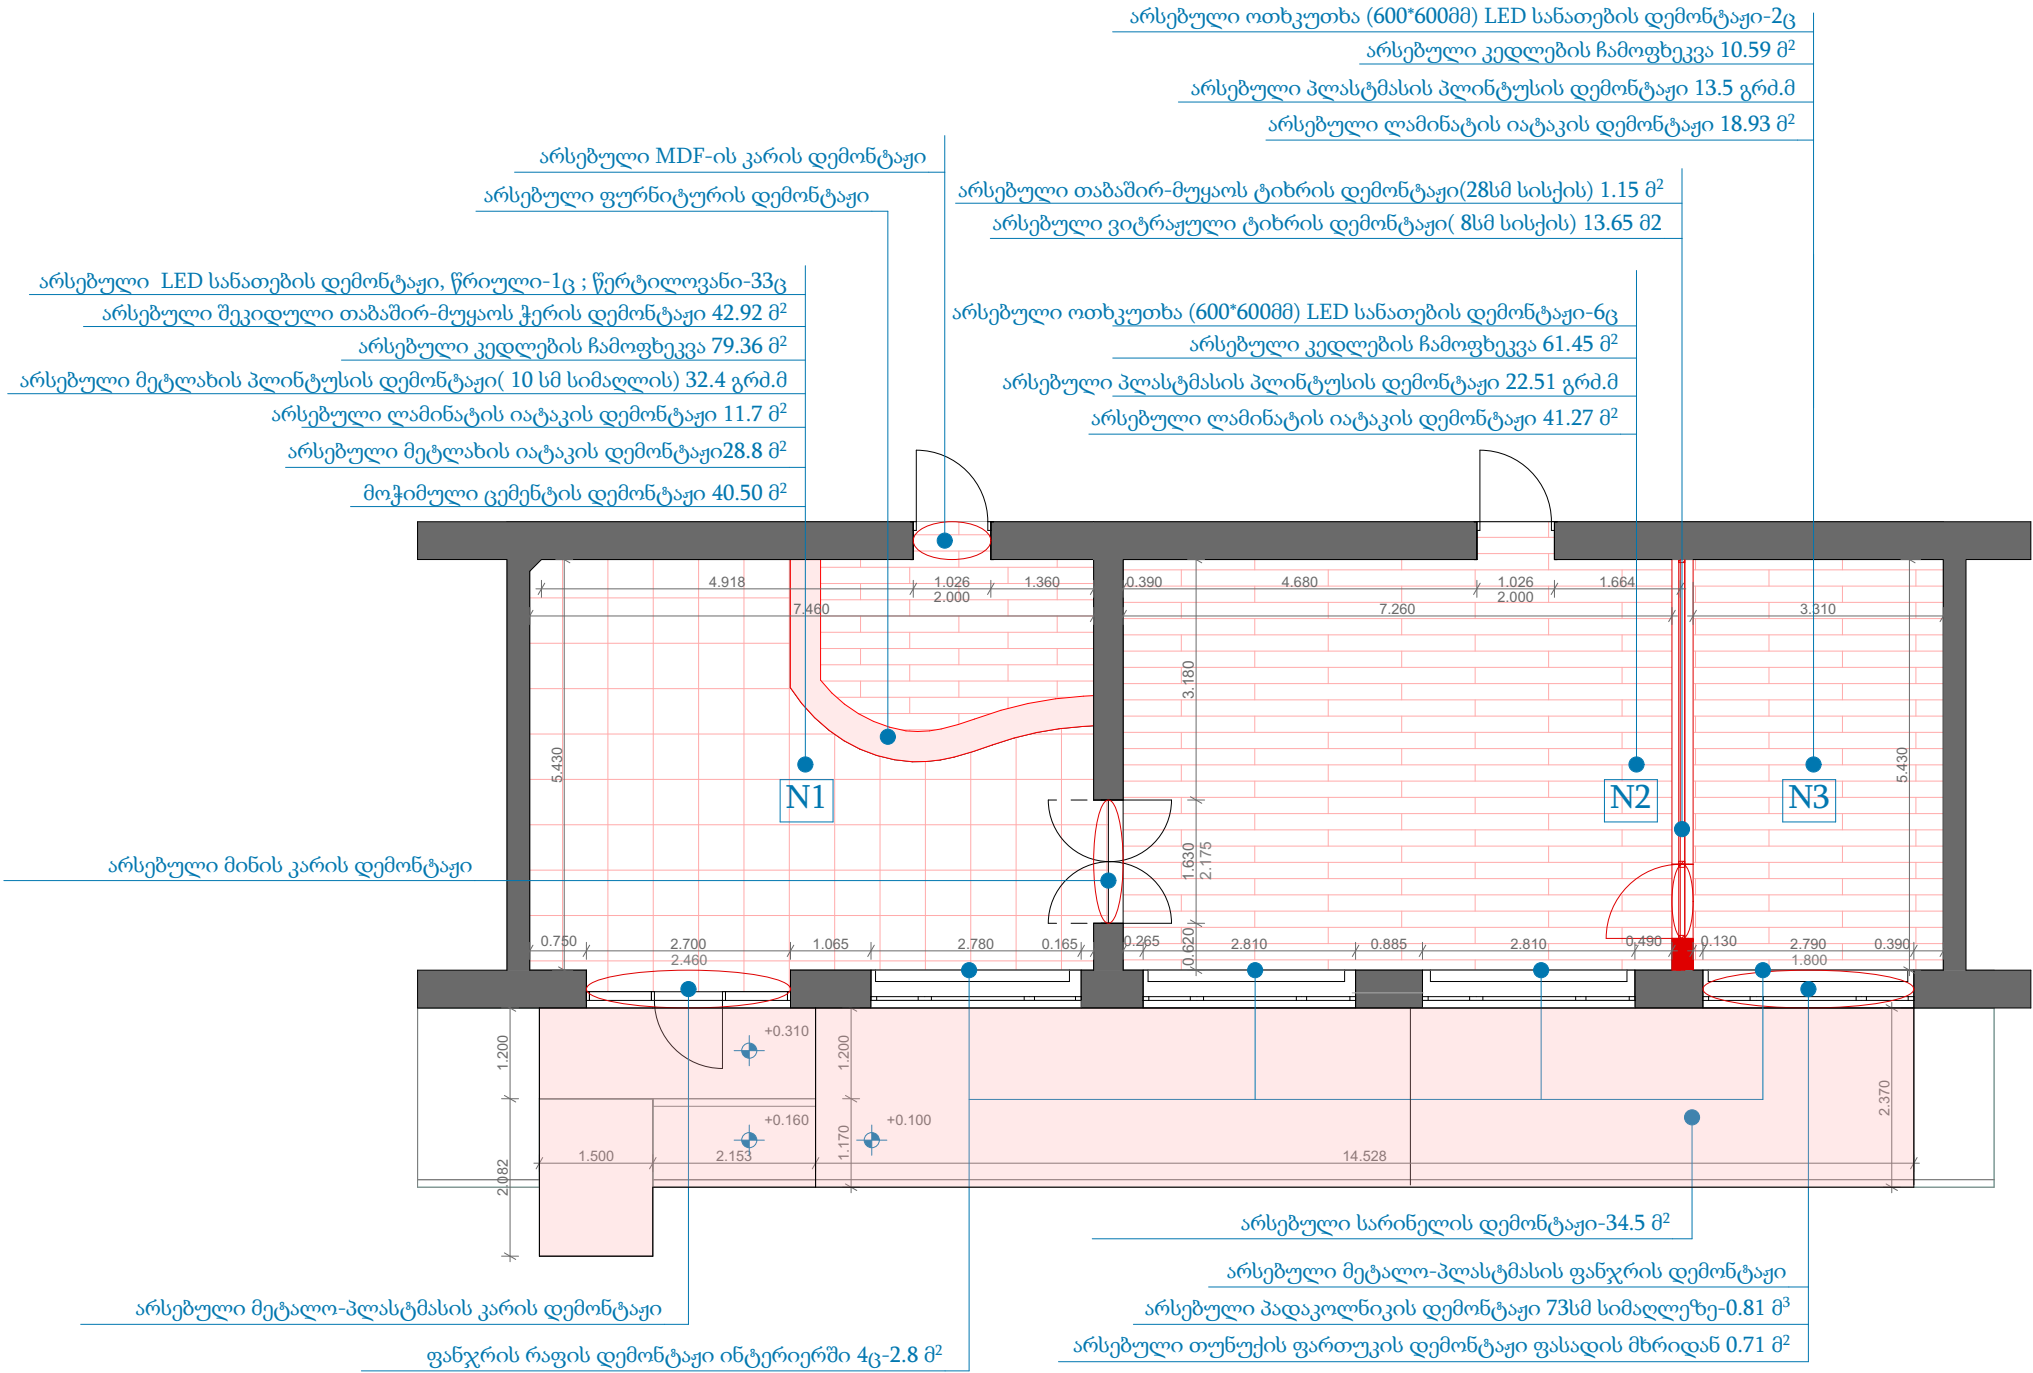 არსებული ოთხკუთხა (600*600მმ) LED სანათების დემონტაჟი-2ც
არსებული კედლების ჩამოფხეკვა 10.59 მ²
არსებული პლასტმასის პლინტუსის დემონტაჟი 13.5 გრძ.მ
არსებული ლამინატის იატაკის დემონტაჟი 18.93 მ²
არსებული MDF-ის კარის დემონტაჟი
არსებული ფურნიტურის დემონტაჟი
არსებული თაბაშირ-მუყაოს ტიხრის დემონტაჟი(28სმ სისქის) 1.15 მ²
არსებული ვიტრაჟული ტიხრის დემონტაჟი( 8სმ სისქის) 13.65 მ2
არსებული  LED სანათების დემონტაჟი, წრიული-1ც ; წერტილოვანი-33ც
არსებული შეკიდული თაბაშირ-მუყაოს ჭერის დემონტაჟი 42.92 მ²
არსებული კედლების ჩამოფხეკვა 79.36 მ²
არსებული მეტლახის პლინტუსის დემონტაჟი( 10 სმ სიმაღლის) 32.4 გრძ.მ
არსებული ლამინატის იატაკის დემონტაჟი 11.7 მ²
არსებული მეტლახის იატაკის დემონტაჟი28.8 მ²
მოჭიმული ცემენტის დემონტაჟი 40.50 მ²
არსებული ოთხკუთხა (600*600მმ) LED სანათების დემონტაჟი-6ც
არსებული კედლების ჩამოფხეკვა 61.45 მ²
არსებული პლასტმასის პლინტუსის დემონტაჟი 22.51 გრძ.მ
არსებული ლამინატის იატაკის დემონტაჟი 41.27 მ²
4.918 1.026 1.360 0.390 4.680 1.026 1.664
2.000 2.000
7.460 7.260 3.310
3.180
5.430 5.430
N1 N2 N3
1.630
2.175
არსებული მინის კარის დემონტაჟი
0.620
0.750 2.700 1.065 2.780 0.165 0.265 2.810 0.885 2.810 0.490 0.130 2.790 0.390
2.460 1.800
+0.310
1.200 1.200
2.370
+0.160 +0.100
1.170
1.500 2.153 14.528
2.082
არსებული სარინელის დემონტაჟი-34.5 მ²
არსებული მეტალო-პლასტმასის ფანჯრის დემონტაჟი
არსებული პადაკოლნიკის დემონტაჟი 73სმ სიმაღლეზე-0.81 მ³
არსებული თუნუქის ფართუკის დემონტაჟი ფასადის მხრიდან 0.71 მ²
არსებული მეტალო-პლასტმასის კარის დემონტაჟი
ფანჯრის რაფის დემონტაჟი ინტერიერში 4ც-2.8 მ²